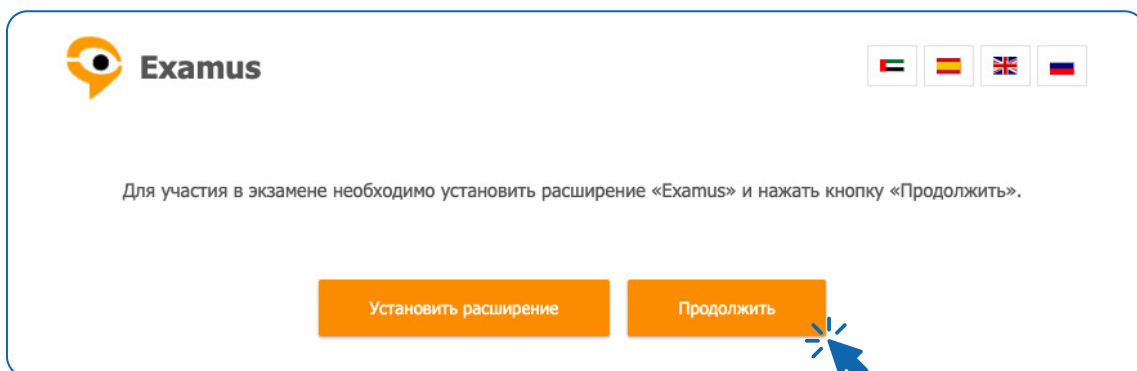 Examus
Для участия в экзамене необходимо установить расширение «Examus» и нажать кнопку «Продолжить».
Установить расширение
Продолжить